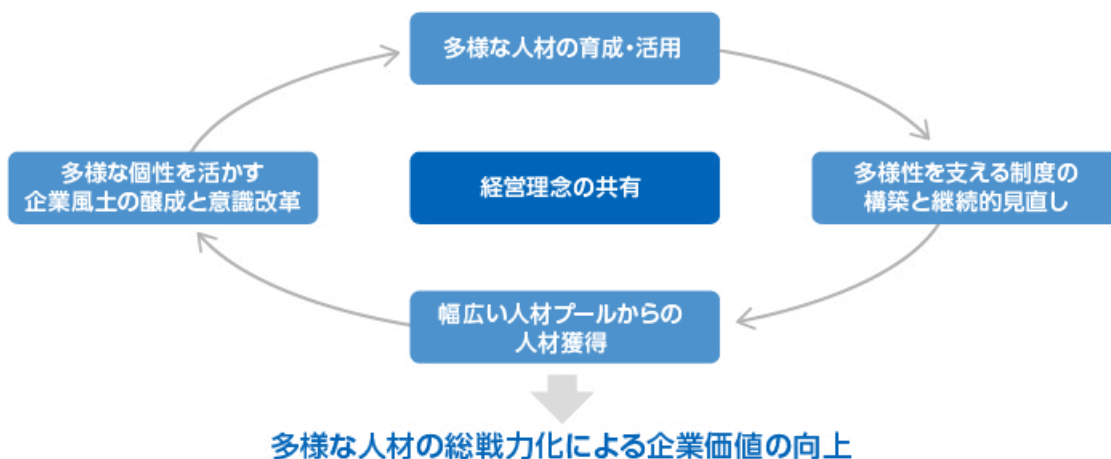 多様な人材の育成・活用
多様な個性を活かす
企業風土の醸成と意識改革
経営理念の共有
多様性を支える制度の
構築と継続的見直し
幅広い人材プールからの
人材獲得
多様な人材の総戦力化による企業価値の向上